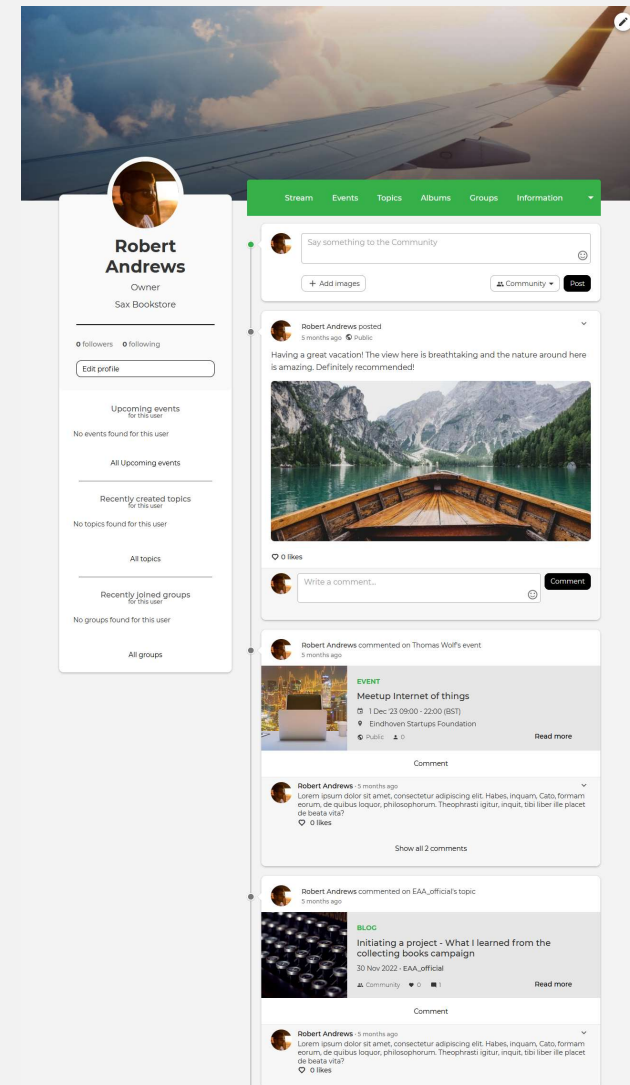 Stream Events Topics Albums Groups Information
Robert
Andrews
Owner
Sax Bookstore
0 followers 0 following
Edit profile
Upcoming events
for this user
No events found for this user
All Upcoming events
Recently created topics
for this user
No topics found for this user
All topics
Recently joined groups
for this user
No groups found for this user
All groups
Say something to the Community
+ Add images
Community
Post
Robert Andrews posted
5 months ago Public
Having a great vacation! The view here is breathtaking and the nature around here
is amazing. Definitely recommended!
0 likes
Write a comment...
Comment
Robert Andrews commented on Thomas Wolf's event
5 months ago
EVENT
Meetup Internet of things
1 Dec '23 09:00 - 22:00 (BST)
Eindhoven Startups Foundation
Public 0
Read more
Comment
Robert Andrews · 5 months ago
Lorem ipsum dolor sit amet, consectetur adipiscing elit. Habes, inquam, Cato, formam
eorum, de quibus loquor, philosophorum. Theophrasti igitur, inquit, tibi liber ille placet
de beata vita?
0 likes
Show all 2 comments
Robert Andrews commented on EAA_official's topic
5 months ago
BLOG
Initiating a project - What I learned from the
collecting books campaign
30 Nov 2022 · EAA_official
Community 0 1
Read more
Comment
Robert Andrews · 5 months ago
Lorem ipsum dolor sit amet, consectetur adipiscing elit. Habes, inquam, Cato, formam
eorum, de quibus loquor, philosophorum. Theophrasti igitur, inquit, tibi liber ille placet
de beata vita?
0 likes